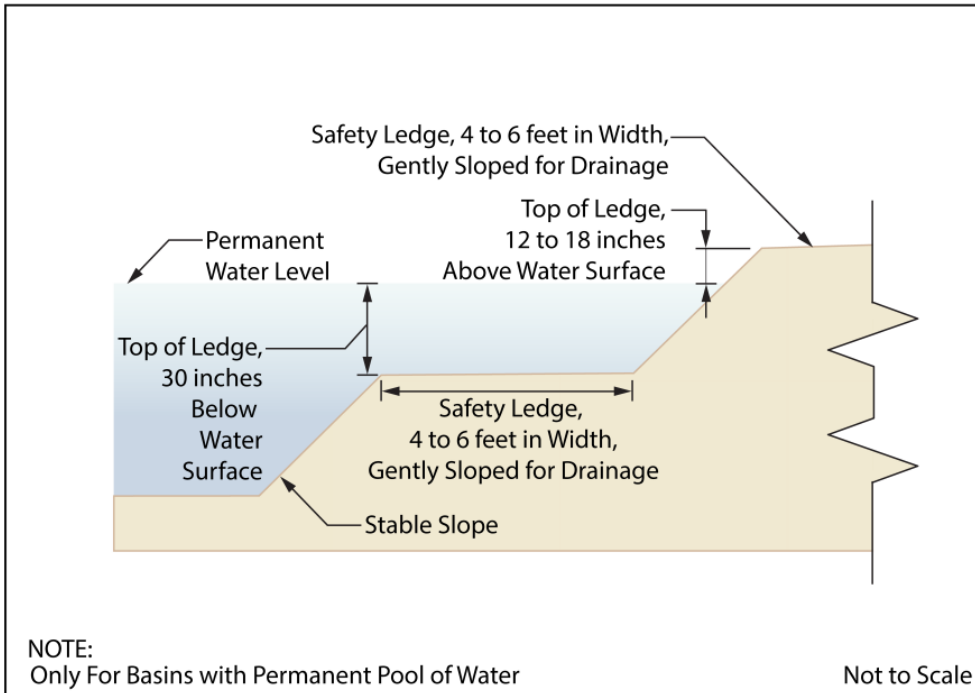 Safety Ledge, 4 to 6 feet in Width,
Gently Sloped for Drainage
Top of Ledge,
12 to 18 inches
Above Water Surface
Permanent
Water Level
Top of Ledge,
30 inches
Below
Water
Surface
Safety Ledge,
4 to 6 feet in Width,
Gently Sloped for Drainage
Stable Slope
NOTE:
Only For Basins with Permanent Pool of Water
Not to Scale